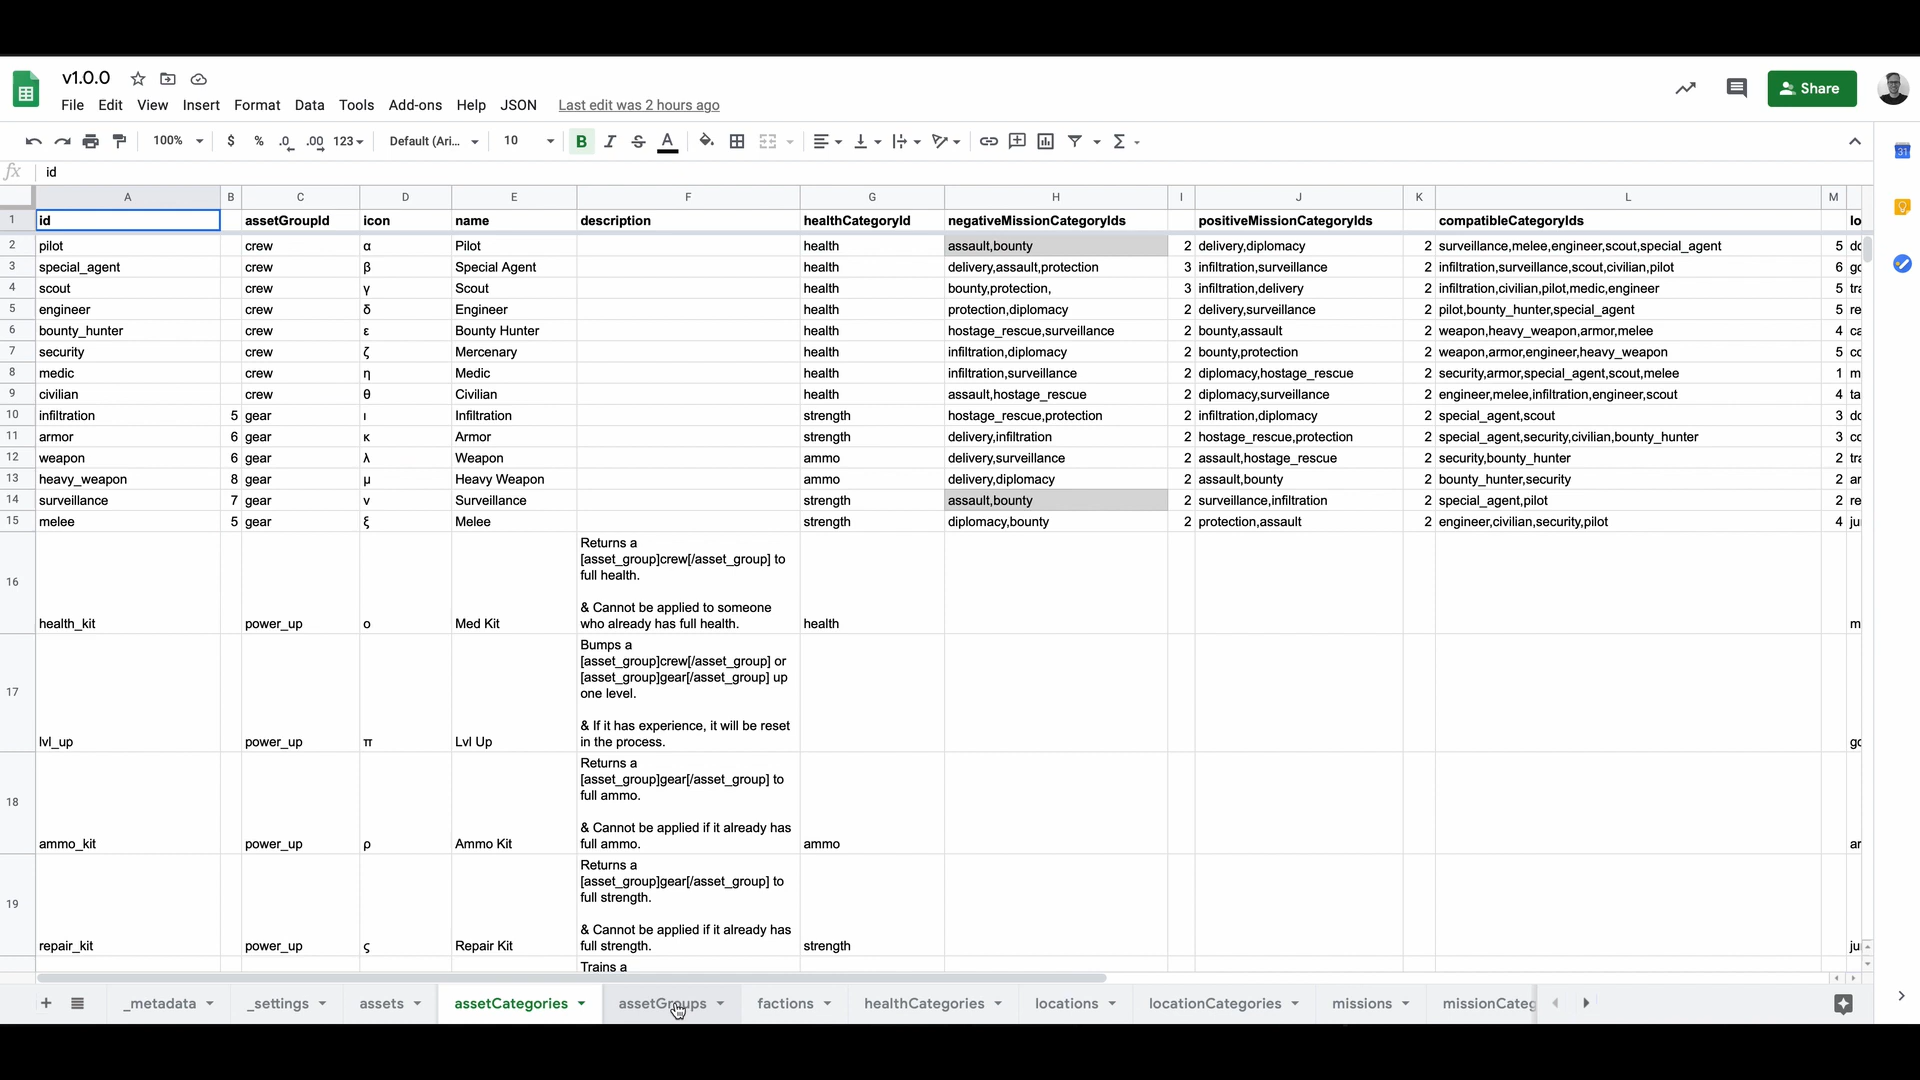 v1.0.0
File Edit View Insert Format Data Tools Add-ons Help JSON Last edit was 2 hours ago
Share
100% $ % .0 .00 123 Default (Ari... 10 B I S A
31
fx id
A B C D E F G H I J K L M
1 id assetGroupId icon name description healthCategoryId negativeMissionCategoryIds positiveMissionCategoryIds compatibleCategoryIds lo
2 pilot crew α Pilot health assault,bounty 2 delivery,diplomacy 2 surveillance,melee,engineer,scout,special_agent 5 do
3 special_agent crew β Special Agent health delivery,assault,protection 3 infiltration,surveillance 2 infiltration,surveillance,scout,civilian,pilot 6 go
4 scout crew γ Scout health bounty,protection, 3 infiltration,delivery 2 infiltration,civilian,pilot,medic,engineer 5 tra
5 engineer crew δ Engineer health protection,diplomacy 2 delivery,surveillance 2 pilot,bounty_hunter,special_agent 5 re
6 bounty_hunter crew ε Bounty Hunter health hostage_rescue,surveillance 2 bounty,assault 2 weapon,heavy_weapon,armor,melee 4 ca
7 security crew ζ Mercenary health infiltration,diplomacy 2 bounty,protection 2 weapon,armor,engineer,heavy_weapon 5 co
8 medic crew η Medic health infiltration,surveillance 2 diplomacy,hostage_rescue 2 security,armor,special_agent,scout,melee 1 m
9 civilian crew θ Civilian health assault,hostage_rescue 2 diplomacy,surveillance 2 engineer,melee,infiltration,engineer,scout 4 ta
10 infiltration 5 gear ι Infiltration strength hostage_rescue,protection 2 infiltration,diplomacy 2 special_agent,scout 3 do
11 armor 6 gear κ Armor strength delivery,infiltration 2 hostage_rescue,protection 2 special_agent,security,civilian,bounty_hunter 3 co
12 weapon 6 gear λ Weapon ammo delivery,surveillance 2 assault,hostage_rescue 2 security,bounty_hunter 2 tra
13 heavy_weapon 8 gear μ Heavy Weapon ammo delivery,diplomacy 2 assault,bounty 2 bounty_hunter,security 2 ar
14 surveillance 7 gear ν Surveillance strength assault,bounty 2 surveillance,infiltration 2 special_agent,pilot 2 re
15 melee 5 gear ξ Melee strength diplomacy,bounty 2 protection,assault 2 engineer,civilian,security,pilot 4 ju
Returns a
[asset_group]crew[/asset_group] to
full health.
16
& Cannot be applied to someone
health_kit power_up ο Med Kit who already has full health. health m
Bumps a
[asset_group]crew[/asset_group] or
[asset_group]gear[/asset_group] up
17 one level.
& If it has experience, it will be reset
lvl_up power_up π Lvl Up in the process. go
Returns a
[asset_group]gear[/asset_group] to
18 full ammo.
& Cannot be applied if it already has
ammo_kit power_up ρ Ammo Kit full ammo. ammo ar
Returns a
[asset_group]gear[/asset_group] to
19 full strength.
& Cannot be applied if it already has
repair_kit power_up ς Repair Kit full strength. strength ju
Trains a
_metadata _settings assets assetCategories assetGroups factions healthCategories locations locationCategories missions missionCateg